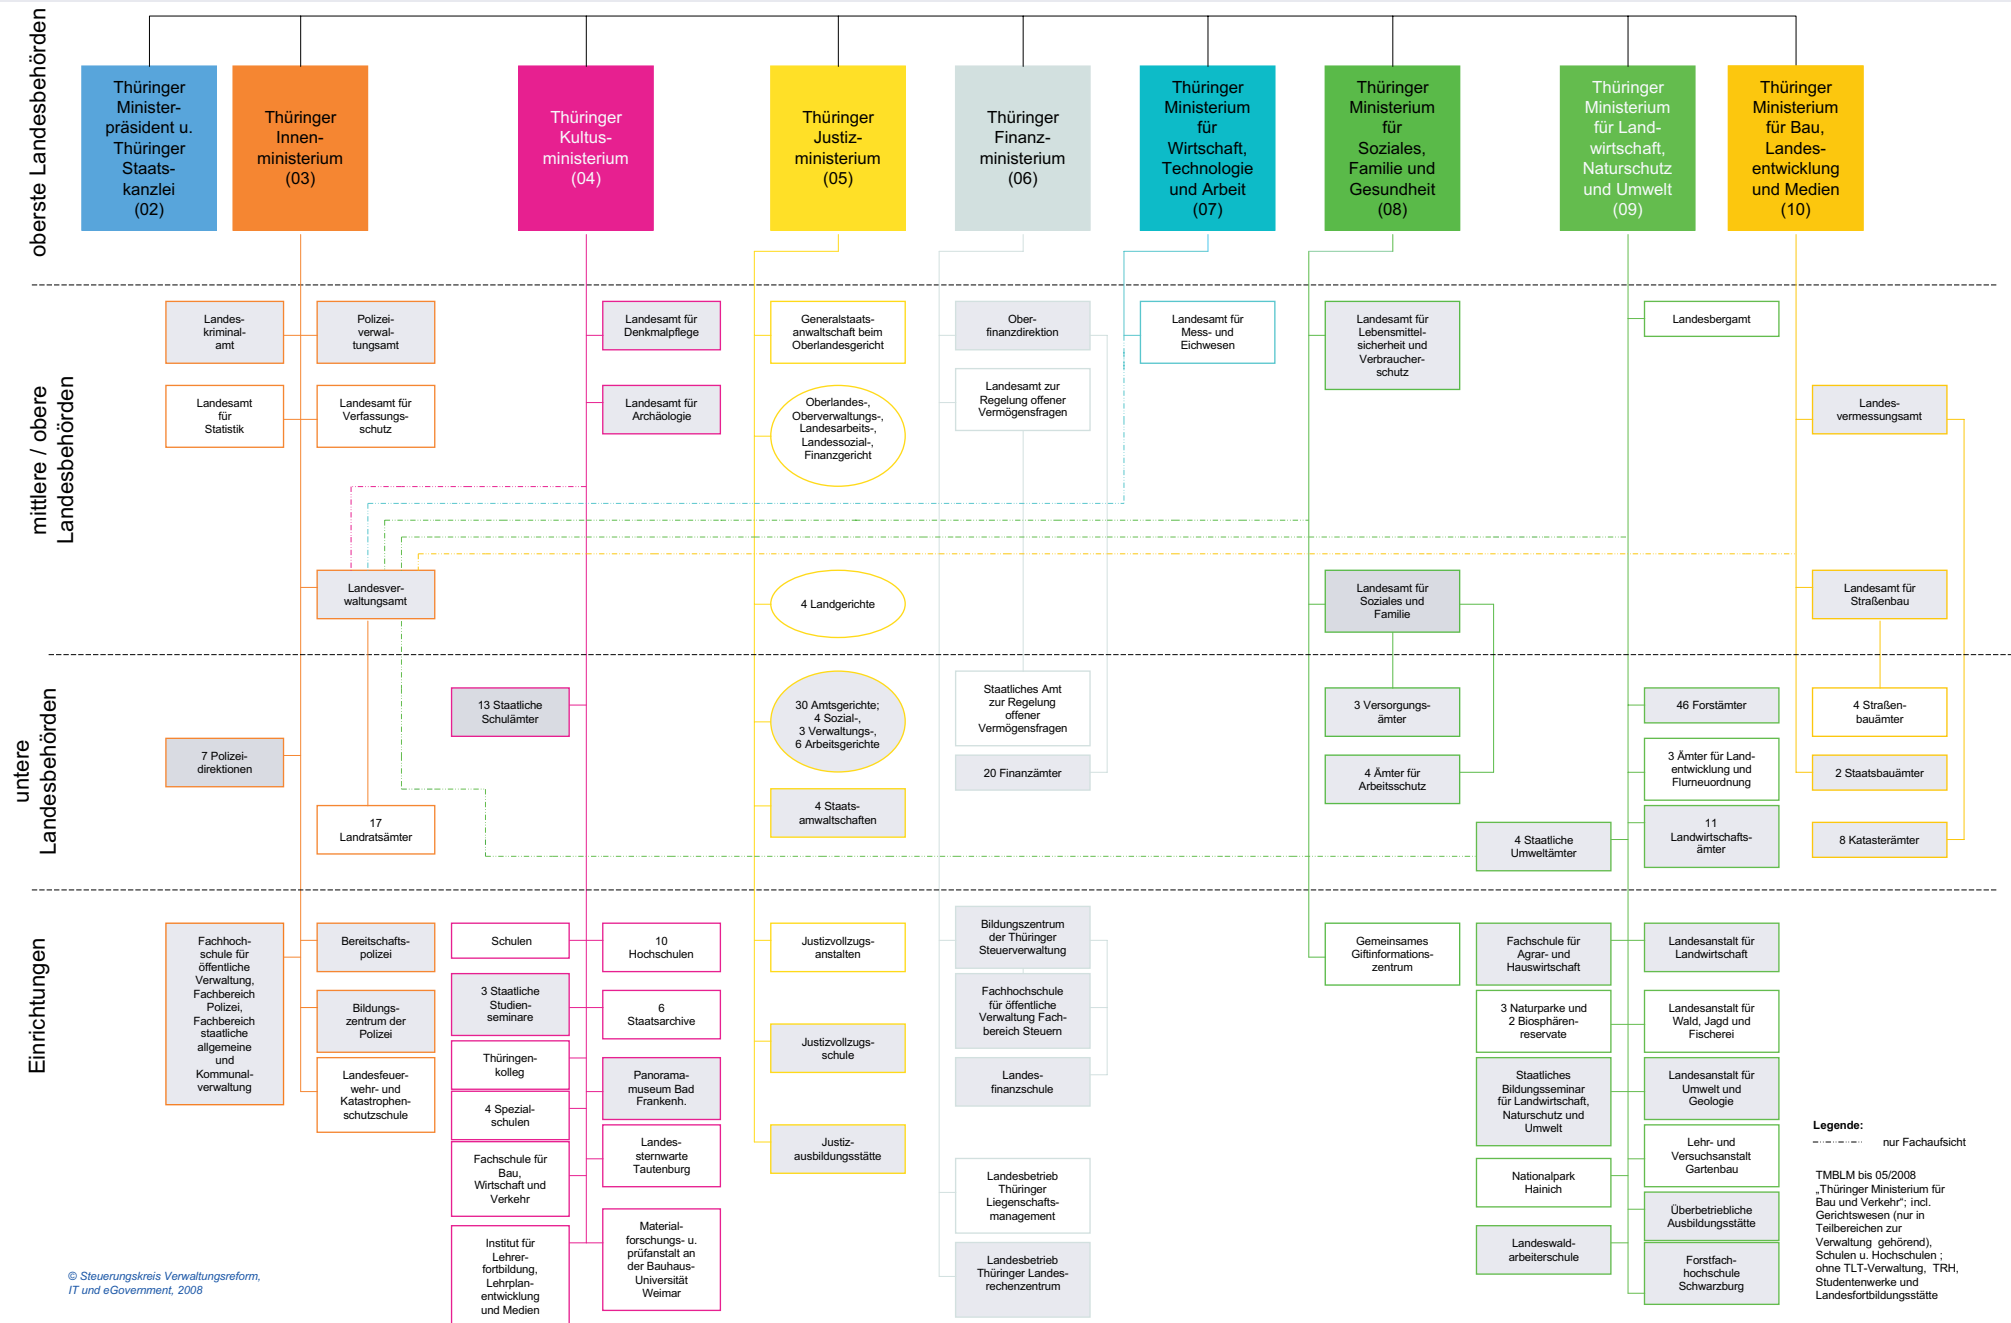 oberste Landesbehörden
Thüringer
Minister-
präsident u.
Thüringer
Staats-
kanzlei
(02)
Thüringer
Innen-
ministerium
(03)
Thüringer
Kultus-
ministerium
(04)
Thüringer
Justiz-
ministerium
(05)
Thüringer
Finanz-
ministerium
(06)
Thüringer
Ministerium
für
Wirtschaft,
Technologie
und Arbeit
(07)
Thüringer
Ministerium
für
Soziales,
Familie und
Gesundheit
(08)
Thüringer
Ministerium
für Land-
wirtschaft,
Naturschutz
und Umwelt
(09)
Thüringer
Ministerium
für Bau,
Landes-
entwicklung
und Medien
(10)
mittlere / obere
Landesbehörden
Landes-
kriminal-
amt
Polizei-
verwal-
tungsamt
Landesamt
für
Statistik
Landesamt für
Verfassungs-
schutz
Landesver-
waltungsamt
Landesamt für
Denkmalpflege
Landesamt für
Archäologie
Generalstaats-
anwaltschaft beim
Oberlandesgericht
Oberlandes-,
Oberverwaltungs-,
Landesarbeits-,
Landessozial-,
Finanzgericht
4 Landgerichte
Ober-
finanzdirektion
Landesamt zur
Regelung offener
Vermögensfragen
Landesamt für
Mess- und
Eichwesen
Landesamt für
Lebensmittel-
sicherheit und
Verbraucher-
schutz
Landesamt für
Soziales und
Familie
Landesbergamt
Landes-
vermessungsamt
Landesamt für
Straßenbau
untere
Landesbehörden
7 Polizei-
direktionen
17
Landratsämter
13 Staatliche
Schulämter
30 Amtsgerichte;
4 Sozial-,
3 Verwaltungs-,
6 Arbeitsgerichte
4 Staats-
amwaltschaften
Staatliches Amt
zur Regelung
offener
Vermögensfragen
20 Finanzämter
3 Versorgungs-
ämter
4 Ämter für
Arbeitsschutz
4 Staatliche
Umweltämter
46 Forstämter
3 Ämter für Land-
entwicklung und
Flurneuordnung
11
Landwirtschafts-
ämter
4 Straßen-
bauämter
2 Staatsbauämter
8 Katasterämter
Einrichtungen
Fachhoch-
schule für
öffentliche
Verwaltung,
Fachbereich
Polizei,
Fachbereich
staatliche
allgemeine
und
Kommunal-
verwaltung
Bereitschafts-
polizei
Bildungs-
zentrum der
Polizei
Landesfeuer-
wehr- und
Katastrophen-
schutzschule
Schulen
3 Staatliche
Studien-
seminare
Thüringen-
kolleg
4 Spezial-
schulen
Fachschule für
Bau,
Wirtschaft und
Verkehr
Institut für
Lehrer-
fortbildung,
Lehrplan-
entwicklung
und Medien
10
Hochschulen
6
Staatsarchive
Panorama-
museum Bad
Frankenh.
Landes-
sternwarte
Tautenburg
Material-
forschungs- u.
prüfanstalt an
der Bauhaus-
Universität
Weimar
Justizvollzugs-
anstalten
Justizvollzugs-
schule
Justiz-
ausbildungsstätte
Bildungszentrum
der Thüringer
Steuerverwaltung
Fachhochschule
für öffentliche
Verwaltung Fach-
bereich Steuern
Landes-
finanzschule
Landesbetrieb
Thüringer
Liegenschafts-
management
Landesbetrieb
Thüringer Landes-
rechenzentrum
Gemeinsames
Giftinformations-
zentrum
Fachschule für
Agrar- und
Hauswirtschaft
3 Naturparke und
2 Biosphären-
reservate
Staatliches
Bildungsseminar
für Landwirtschaft,
Naturschutz und
Umwelt
Nationalpark
Hainich
Landeswald-
arbeiterschule
Landesanstalt für
Landwirtschaft
Landesanstalt für
Wald, Jagd und
Fischerei
Landesanstalt für
Umwelt und
Geologie
Lehr- und
Versuchsanstalt
Gartenbau
Überbetriebliche
Ausbildungsstätte
Forstfach-
hochschule
Schwarzburg
Legende:
nur Fachaufsicht
TMBLM bis 05/2008
„Thüringer Ministerium für
Bau und Verkehr“; incl.
Gerichtswesen (nur in
Teilbereichen zur
Verwaltung gehörend),
Schulen u. Hochschulen ;
ohne TLT-Verwaltung, TRH,
Studentenwerke und
Landesfortbildungsstätte
© Steuerungskreis Verwaltungsreform,
IT und eGovernment, 2008